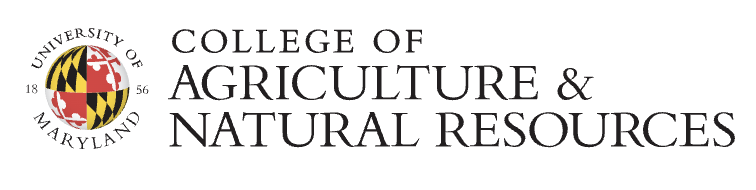 UNIVERSITY OF
18 56
MARYLAND
COLLEGE OF
AGRICULTURE &
NATURAL RESOURCES